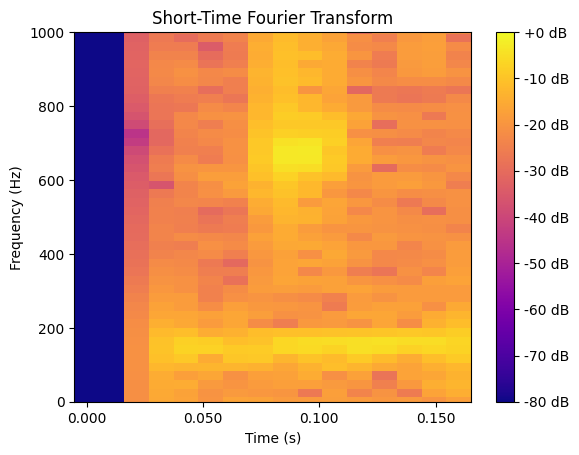 Short-Time Fourier Transform
1000
800
600
400
200
0
Frequency (Hz)
0.000
0.050
0.100
0.150
Time (s)
+0 dB
-10 dB
-20 dB
-30 dB
-40 dB
-50 dB
-60 dB
-70 dB
-80 dB